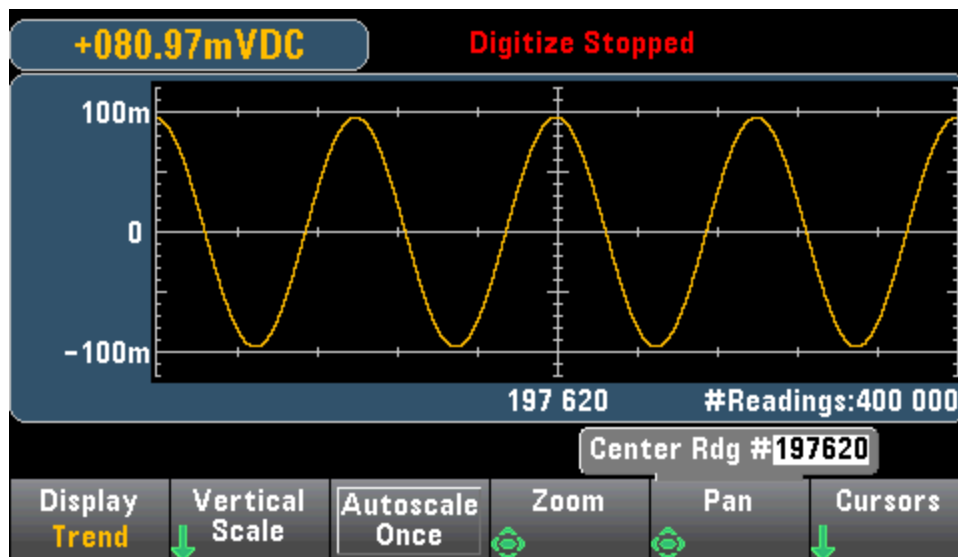 +080.97mVDC
Digitize Stopped
100m
0
-100m
197 620
#Readings:400 000
Center Rdg #197620
Display
Trend
Vertical
Scale
Autoscale
Once
Zoom
Pan
Cursors